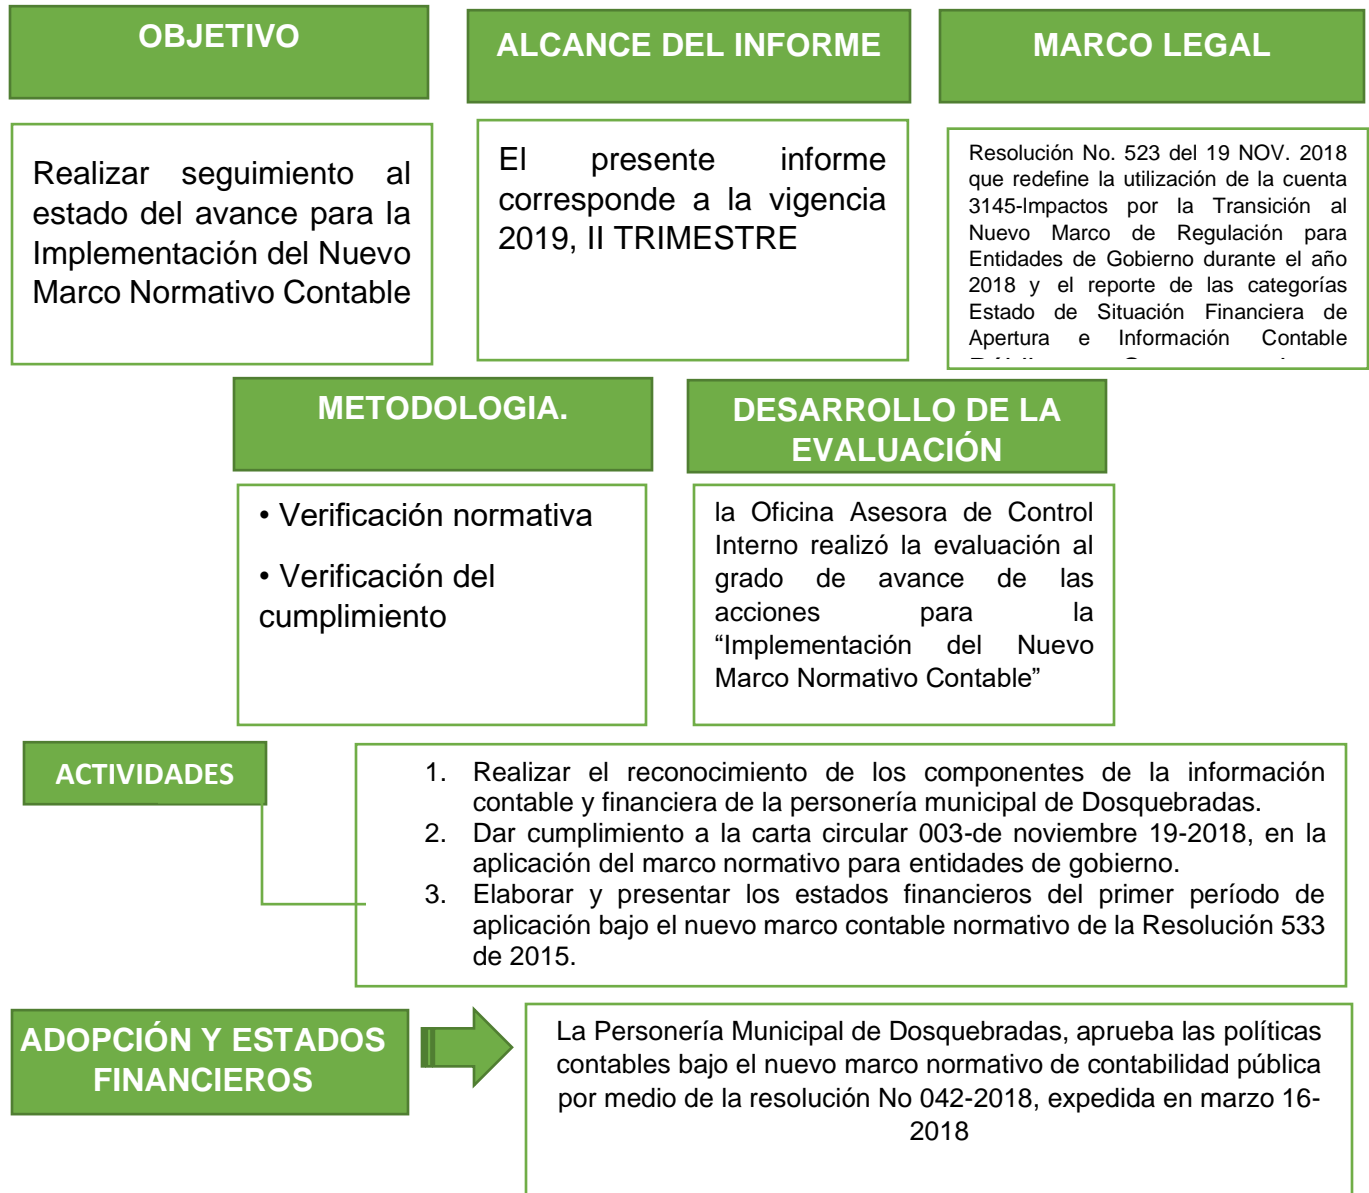 OBJETIVO
Realizar seguimiento al
estado del avance para la
Implementación del Nuevo
Marco Normativo Contable
ALCANCE DEL INFORME
El presente informe
corresponde a la vigencia
2019, II TRIMESTRE
MARCO LEGAL
Resolución No. 523 del 19 NOV. 2018
que redefine la utilización de la cuenta
3145-Impactos por la Transición al
Nuevo Marco de Regulación para
Entidades de Gobierno durante el año
2018 y el reporte de las categorías
Estado de Situación Financiera de
Apertura e Información Contable
METODOLOGIA.
• Verificación normativa
• Verificación del
cumplimiento
DESARROLLO DE LA
EVALUACIÓN
la Oficina Asesora de Control
Interno realizó la evaluación al
grado de avance de las
acciones para la
“Implementación del Nuevo
Marco Normativo Contable”
ACTIVIDADES
1. Realizar el reconocimiento de los componentes de la información
contable y financiera de la personería municipal de Dosquebradas.
2. Dar cumplimiento a la carta circular 003-de noviembre 19-2018, en la
aplicación del marco normativo para entidades de gobierno.
3. Elaborar y presentar los estados financieros del primer período de
aplicación bajo el nuevo marco contable normativo de la Resolución 533
de 2015.
ADOPCIÓN Y ESTADOS
FINANCIEROS
La Personería Municipal de Dosquebradas, aprueba las políticas
contables bajo el nuevo marco normativo de contabilidad pública
por medio de la resolución No 042-2018, expedida en marzo 16-
2018